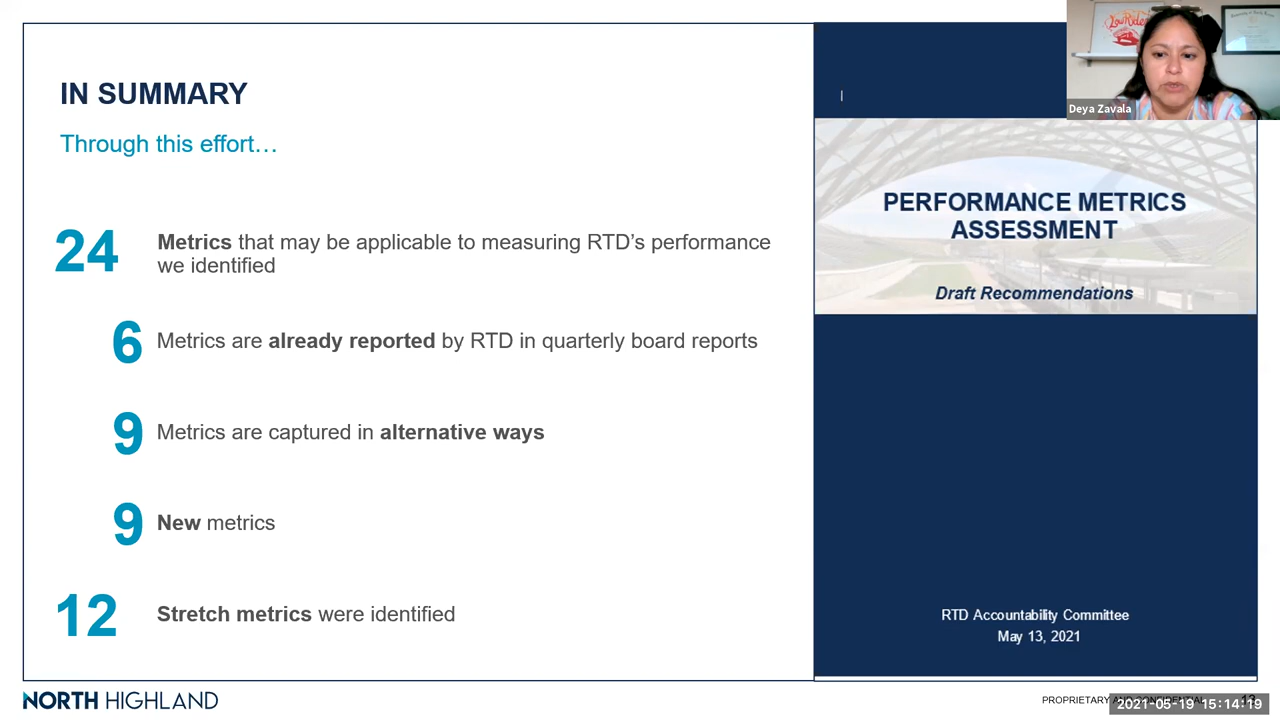 IN SUMMARY
Through this effort…
24
Metrics that may be applicable to measuring RTD’s performance
we identified
6
Metrics are already reported by RTD in quarterly board reports
9
Metrics are captured in alternative ways
9
New metrics
12
Stretch metrics were identified
PERFORMANCE METRICS
ASSESSMENT
Draft Recommendations
RTD Accountability Committee
May 13, 2021
Deya Zavala
NORTH HIGHLAND
PROPRIETARY AND CONFIDENTIAL
2021-05-19 15:14:19